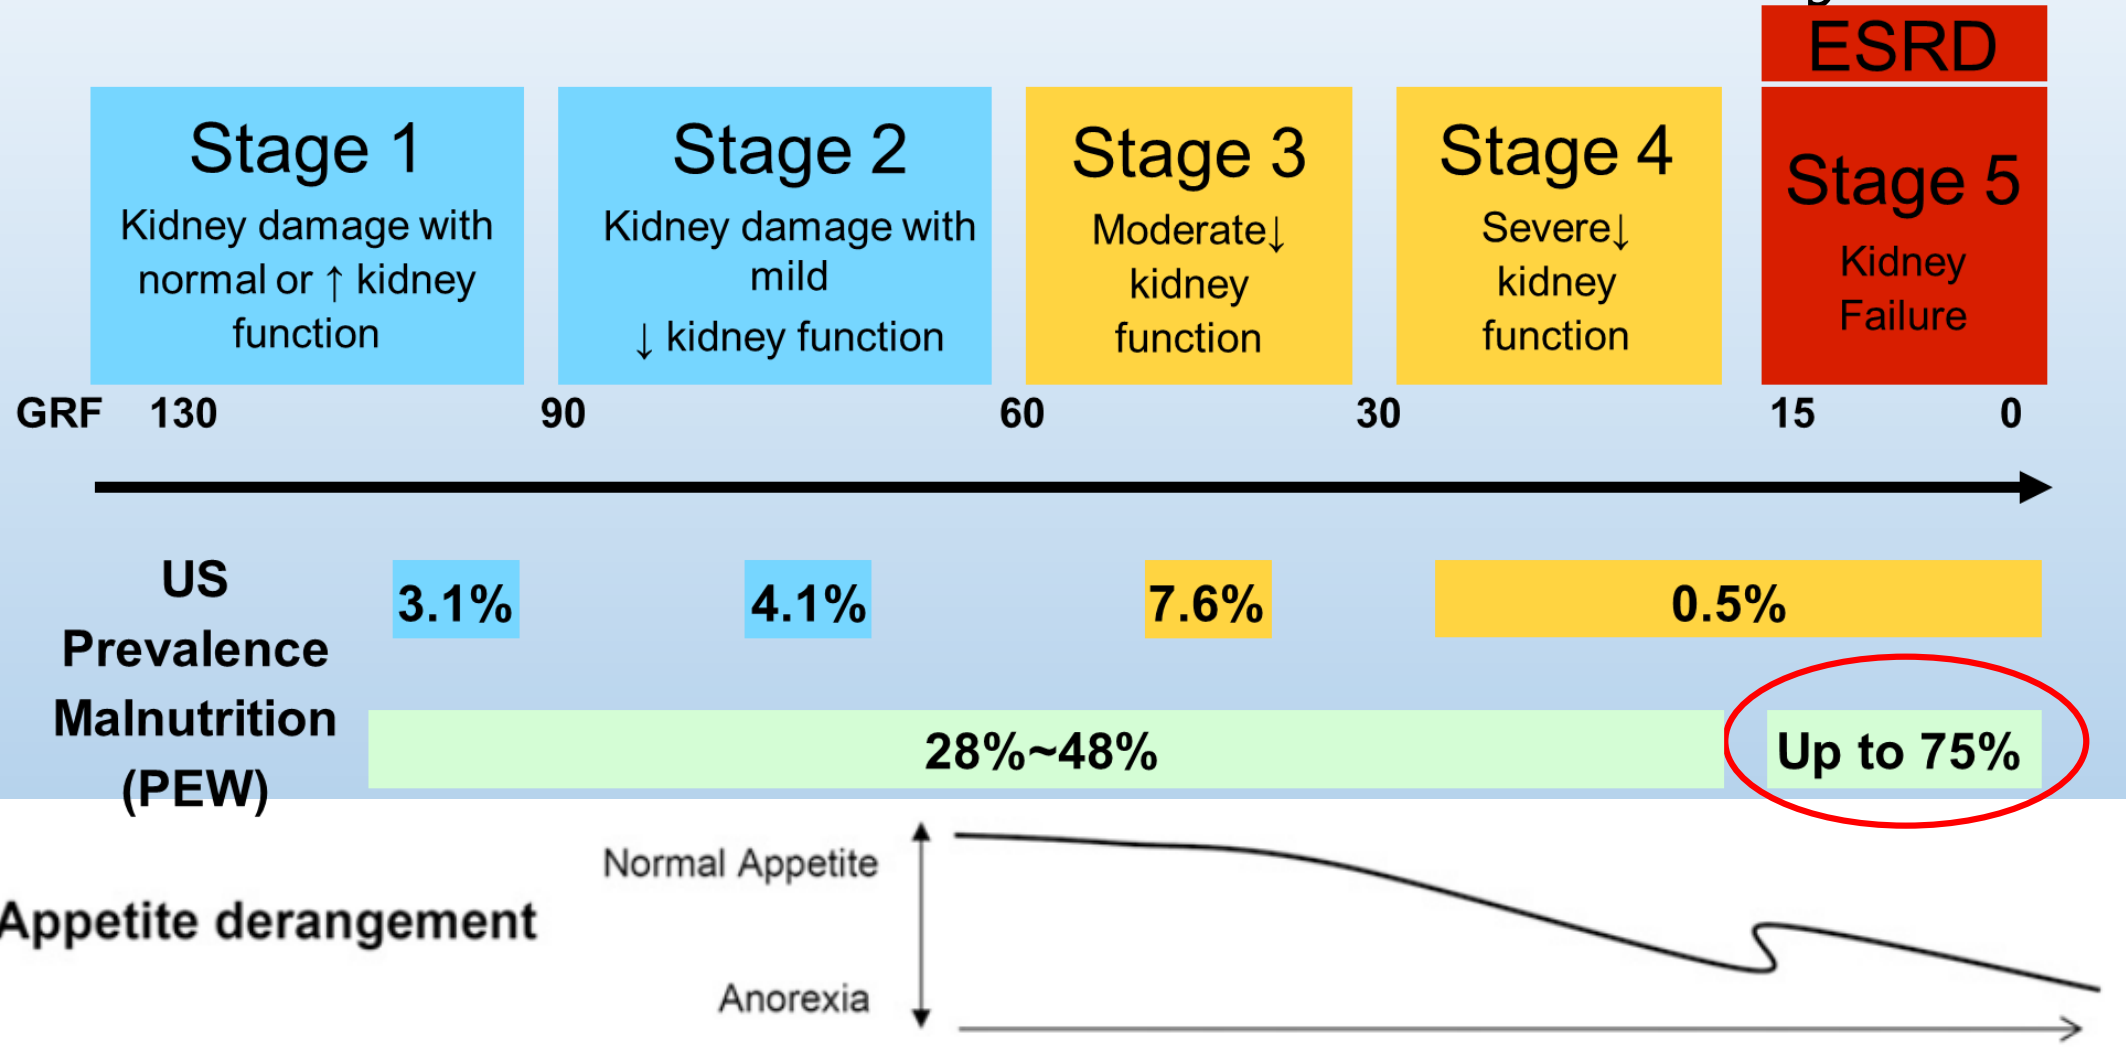 ESRD
Stage 1
Kidney damage with
normal or ↑ kidney
function
Stage 2
Kidney damage with
mild
↓ kidney function
Stage 3
Moderate↓
kidney
function
Stage 4
Severe↓
kidney
function
Stage 5
Kidney
Failure
GRF 130 90 60 30 15 0
US
Prevalence
3.1% 4.1% 7.6% 0.5%
Malnutrition
(PEW)
28%~48% Up to 75%
Normal Appetite
Appetite derangement
Anorexia